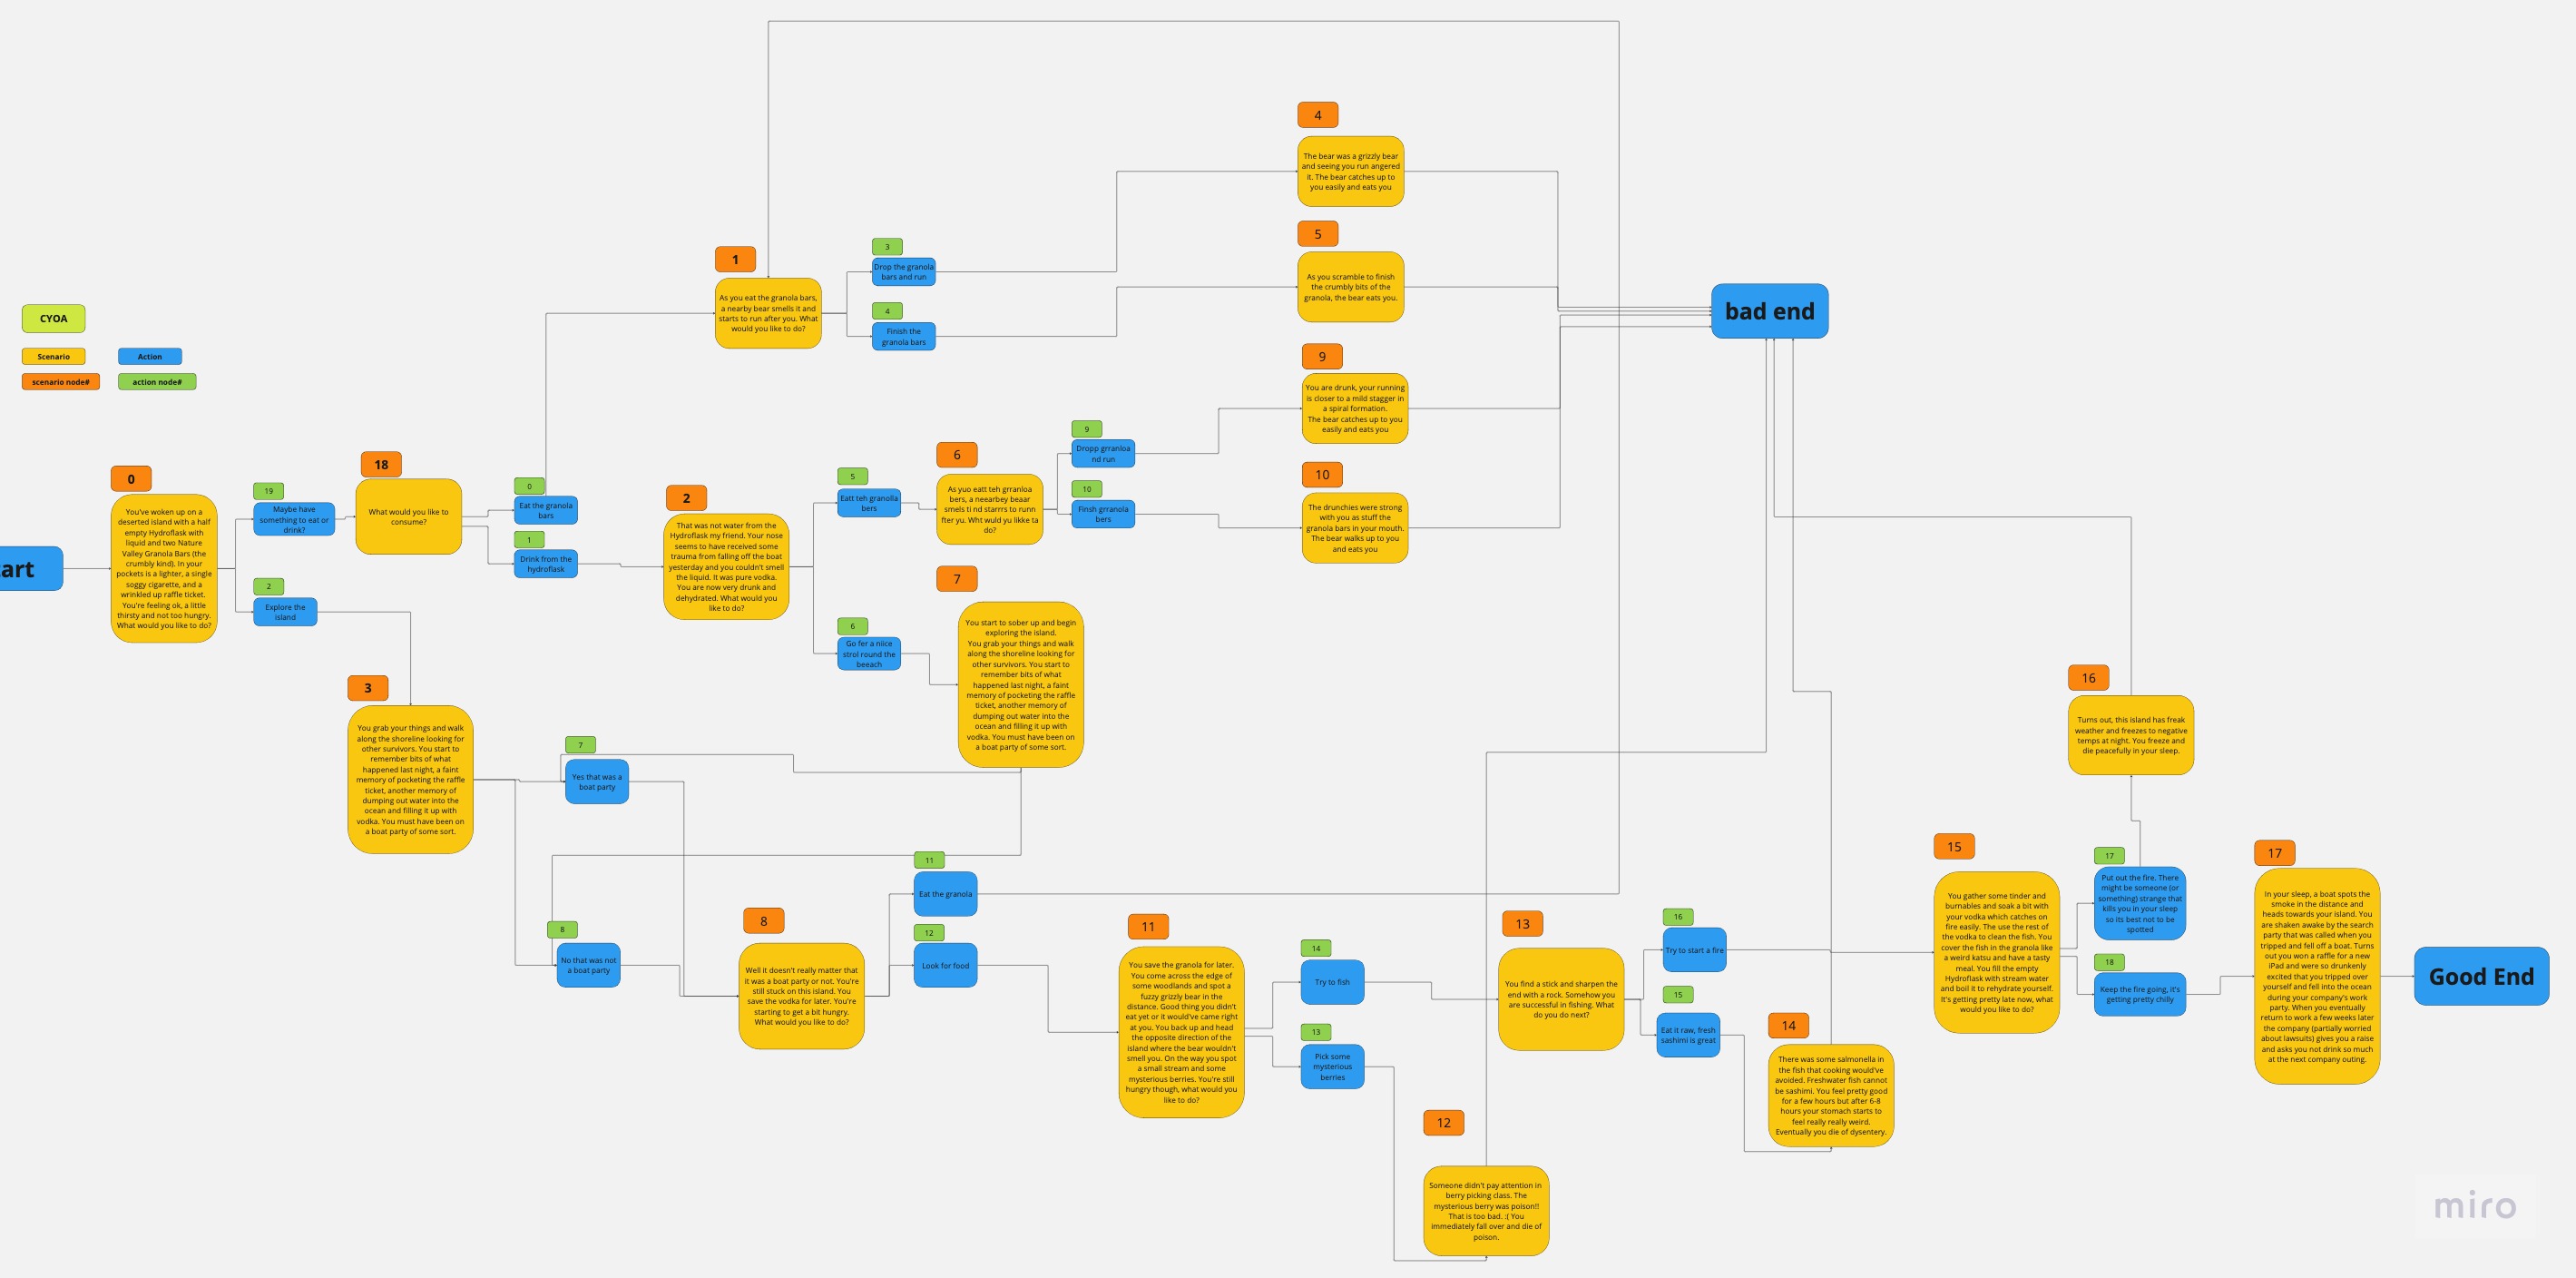 CYOA
Scenario
Action
scenario node#
action node#
art
0
You've woken up on a
deserted island with a half
empty Hydroflask with
liquid and two Nature
Valley Granola Bars (the
crumbly kind). In your
pockets is a lighter, a single
soggy cigarette, and a
wrinkled up raffle ticket.
You're feeling ok, a little
thirsty and not too hungry.
What would you like to do?
19
Maybe have
something to eat or
drink?
2
Explore the
island
18
What would you like to
consume?
0
Eat the granola
bars
1
Drink from the
hydroflask
1
As you eat the granola bars,
a nearby bear smells it and
starts to run after you. What
would you like to do?
3
Drop the granola
bars and run
4
Finish the
granola bars
4
The bear was a grizzly bear
and seeing you run angered
it. The bear catches up to
you easily and eats you
5
As you scramble to finish
the crumbly bits of the
granola, the bear eats you.
2
That was not water from the
Hydroflask my friend. Your nose
seems to have received some
trauma from falling off the boat
yesterday and you couldn't smell
the liquid. It was pure vodka.
You are now very drunk and
dehydrated. What would you
like to do?
5
Eatt teh granolla
bers
6
Go fer a niice
strol round the
beeach
6
As yuo eatt teh grranloa
bers, a neearbey beaar
smels ti nd starrrs to runn
fter yu. Wht wuld yu likke ta
do?
9
Dropp grranloa
nd run
10
Finsh grranola
bers
9
You are drunk, your running
is closer to a mild stagger in
a spiral formation.
The bear catches up to you
easily and eats you
10
The drunchies were strong
with you as stuff the
granola bars in your mouth.
The bear walks up to you
and eats you
bad end
7
You start to sober up and begin
exploring the island.
You grab your things and walk
along the shoreline looking for
other survivors. You start to
remember bits of what
happened last night, a faint
memory of pocketing the raffle
ticket, another memory of
dumping out water into the
ocean and filling it up with
vodka. You must have been on
a boat party of some sort.
3
You grab your things and walk
along the shoreline looking for
other survivors. You start to
remember bits of what
happened last night, a faint
memory of pocketing the raffle
ticket, another memory of
dumping out water into the
ocean and filling it up with
vodka. You must have been on
a boat party of some sort.
7
Yes that was a
boat party
8
No that was not
a boat party
8
Well it doesn't really matter that
it was a boat party or not. You're
still stuck on this island. You
save the vodka for later. You're
starting to get a bit hungry.
What would you like to do?
11
Eat the granola
12
Look for food
11
You save the granola for later.
You come across the edge of
some woodlands and spot a
fuzzy grizzly bear in the
distance. Good thing you didn't
eat yet or it would've came right
at you. You back up and head
the opposite direction of the
island where the bear wouldn't
smell you. On the way you spot
a small stream and some
mysterious berries. You're still
hungry though, what would you
like to do?
14
Try to fish
13
Pick some
mysterious
berries
12
Someone didn't pay attention in
berry picking class. The
mysterious berry was poison!!
That is too bad. :( You
immediately fall over and die of
poison.
13
You find a stick and sharpen the
end with a rock. Somehow you
are successful in fishing. What
do you do next?
16
Try to start a fire
15
Eat it raw, fresh
sashimi is great
14
There was some salmonella in
the fish that cooking would've
avoided. Freshwater fish cannot
be sashimi. You feel pretty good
for a few hours but after 6-8
hours your stomach starts to
feel really really weird.
Eventually you die of dysentery.
15
You gather some tinder and
burnables and soak a bit with
your vodka which catches on
fire easily. The use the rest of
the vodka to clean the fish. You
cover the fish in the granola like
a weird katsu and have a tasty
meal. You fill the empty
Hydroflask with stream water
and boil it to rehydrate yourself.
It's getting pretty late now, what
would you like to do?
16
Turns out, this island has freak
weather and freezes to negative
temps at night. You freeze and
die peacefully in your sleep.
17
Put out the fire. There
might be someone (or
something) strange that
kills you in your sleep
so its best not to be
spotted
18
Keep the fire going, it's
getting pretty chilly
17
In your sleep, a boat spots the
smoke in the distance and
heads towards your island. You
are shaken awake by the search
party that was called when you
tripped and fell off a boat. Turns
out you won a raffle for a new
iPad and were so drunkenly
excited that you tripped over
yourself and fell into the ocean
during your company's work
party. When you eventually
return to work a few weeks later
the company (partially worried
about lawsuits) gives you a raise
and asks you not drink so much
at the next company outing.
Good End
miro